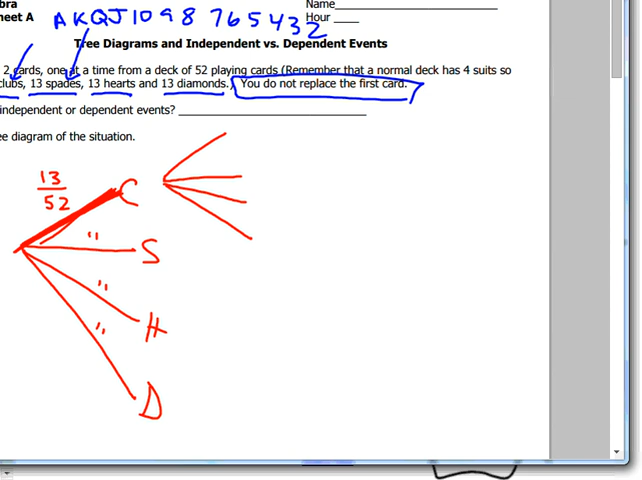 bra
Name
eet A
A K Q J 10 9 8 7 6 5 4 3 2
Hour
Tree Diagrams and Independent vs. Dependent Events
2 cards, one at a time from a deck of 52 playing cards (Remember that a normal deck has 4 suits so
clubs, 13 spades, 13 hearts and 13 diamonds.) You do not replace the first card.
independent or dependent events?
ee diagram of the situation.
13
52
C
"
S
"
H
"
D